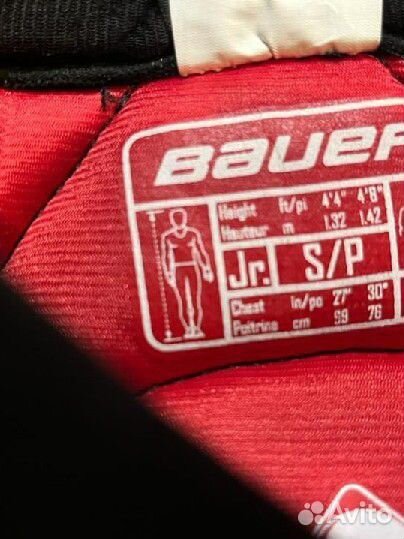 BAUER
Height ft/pi 4'4" 4'8"
Hauteur m 1.32 1.42
Jr. S/P
Chest in/po 27" 30"
Poitrine cm 69 76
Avito